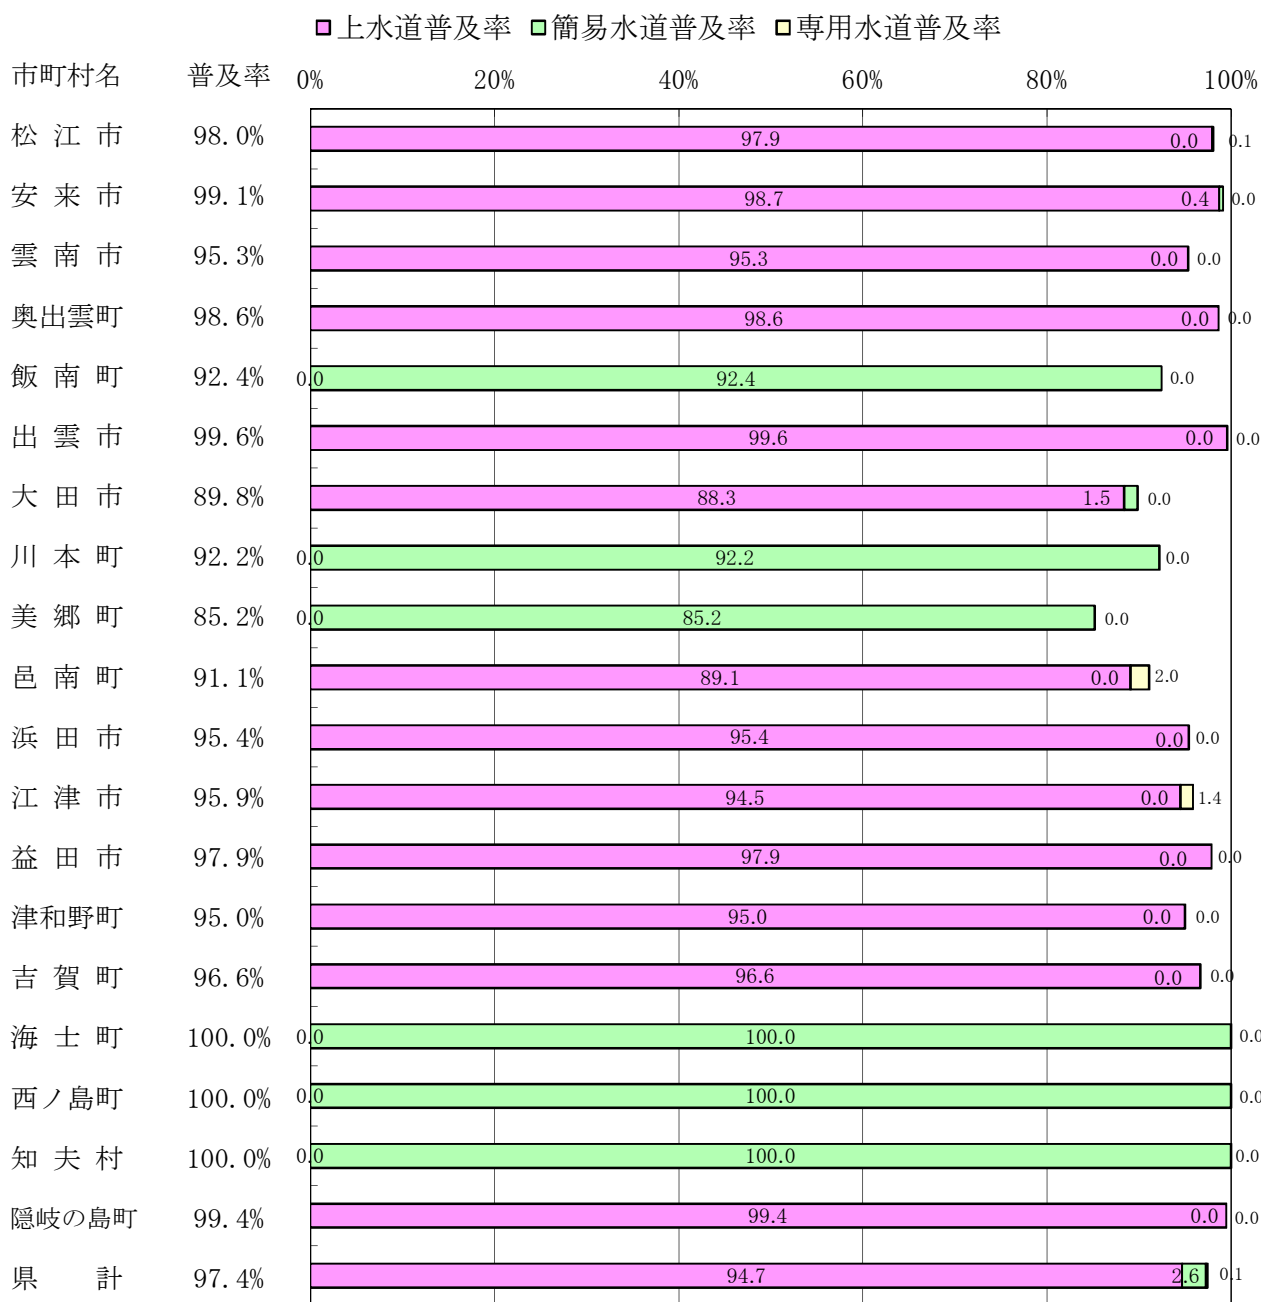 上水道普及率 簡易水道普及率 専用水道普及率
市町村名 普及率 0% 20% 40% 60% 80% 100%
松江市 98.0% 97.9 0.0 0.1
安来市 99.1% 98.7 0.4 0.0
雲南市 95.3% 95.3 0.0 0.0
奥出雲町 98.6% 98.6 0.0 0.0
飯南町 92.4% 0.0 92.4 0.0
出雲市 99.6% 99.6 0.0 0.0
大田市 89.8% 88.3 1.5 0.0
川本町 92.2% 0.0 92.2 0.0
美郷町 85.2% 0.0 85.2 0.0
邑南町 91.1% 89.1 0.0 2.0
浜田市 95.4% 95.4 0.0 0.0
江津市 95.9% 94.5 0.0 1.4
益田市 97.9% 97.9 0.0 0.0
津和野町 95.0% 95.0 0.0 0.0
吉賀町 96.6% 96.6 0.0 0.0
海士町 100.0% 0.0 100.0 0.0
西ノ島町 100.0% 0.0 100.0 0.0
知夫村 100.0% 0.0 100.0 0.0
隠岐の島町 99.4% 99.4 0.0 0.0
県計 97.4% 94.7 2.6 0.1